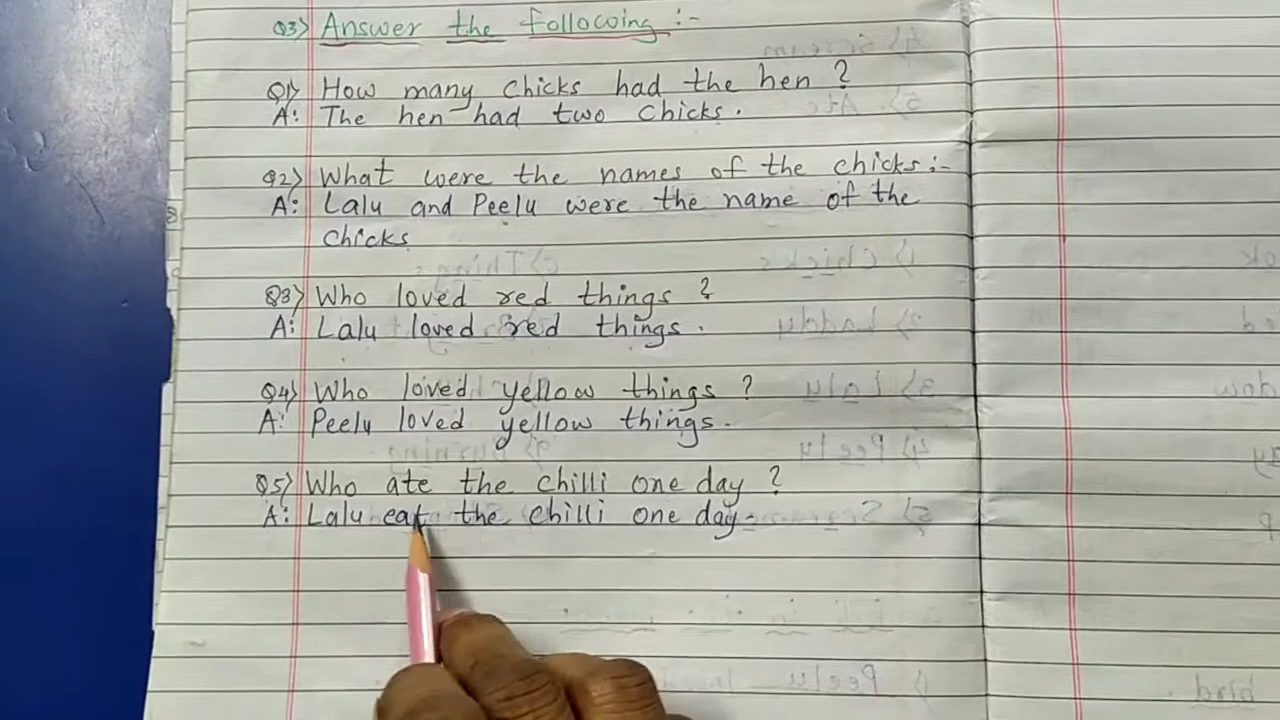 Q3) Answer the following :-
Q1) How many chicks had the hen ?
A: The hen had two chicks.
Q2) What were the names of the chicks :-
A: Lalu and Peelu were the name of the
chicks
Q3) Who loved red things ?
A: Lalu loved red things.
Q4) Who loved yellow things ?
A: Peelu loved yellow things.
Q5) Who ate the chilli one day ?
A: Lalu eat the chilli one day.
bird.